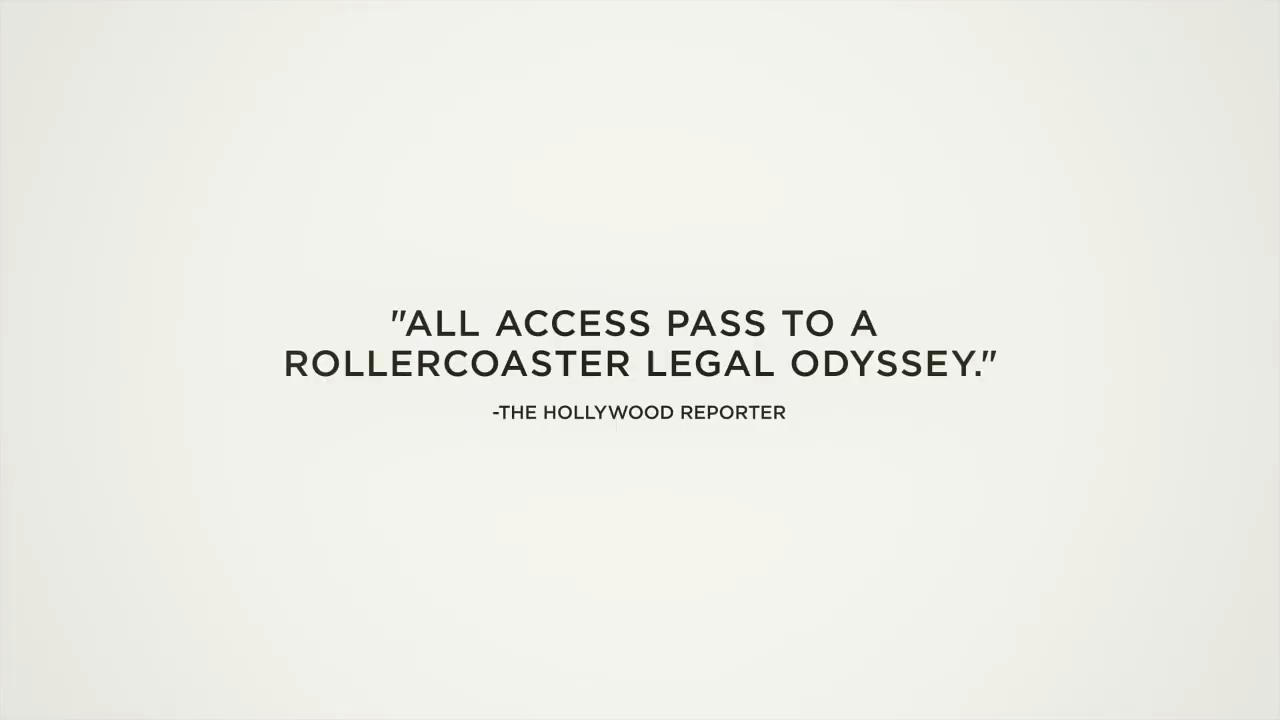 "ALL ACCESS PASS TO A
ROLLERCOASTER LEGAL ODYSSEY."
-THE HOLLYWOOD REPORTER